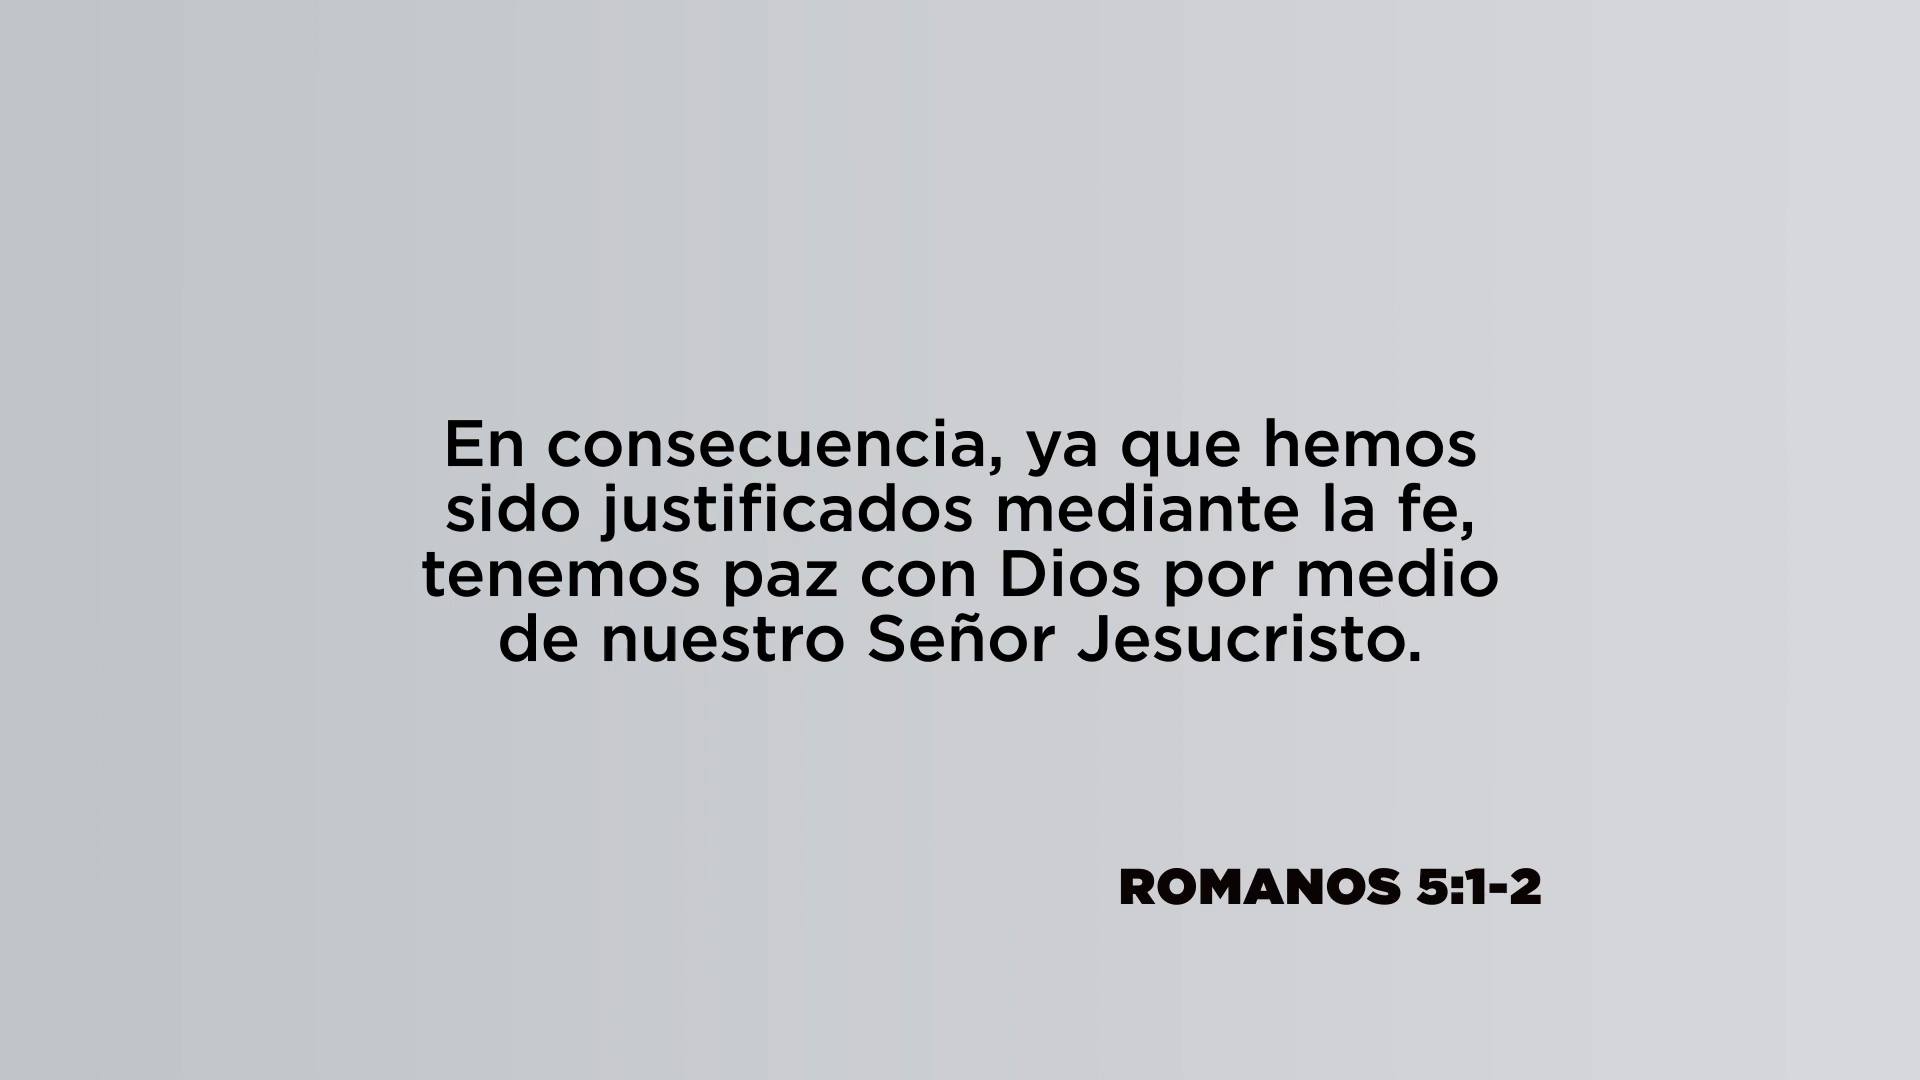 En consecuencia, ya que hemos
sido justificados mediante la fe,
tenemos paz con Dios por medio
de nuestro Señor Jesucristo.
ROMANOS 5:1-2